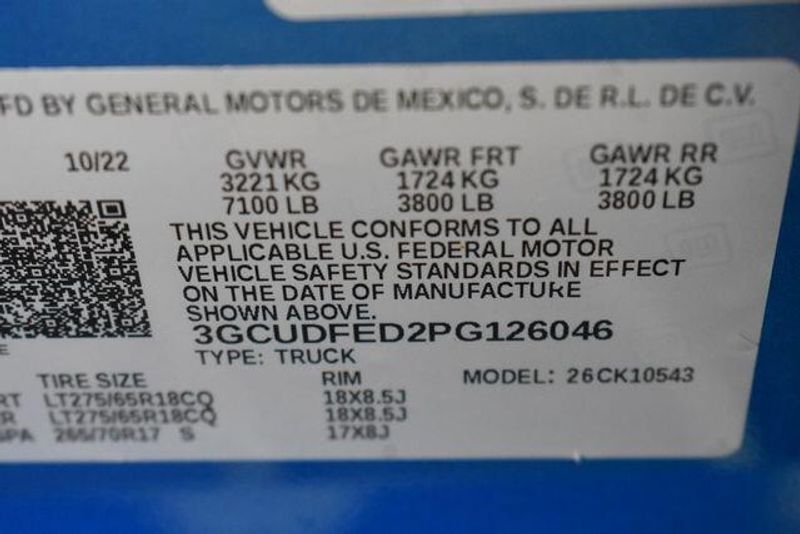 MFD BY GENERAL MOTORS DE MEXICO, S. DE R.L. DE C.V.
10/22 GVWR GAWR FRT GAWR RR
3221 KG 1724 KG 1724 KG
7100 LB 3800 LB 3800 LB
THIS VEHICLE CONFORMS TO ALL
APPLICABLE U.S. FEDERAL MOTOR
VEHICLE SAFETY STANDARDS IN EFFECT
ON THE DATE OF MANUFACTURE
SHOWN ABOVE.
3GCUDFED2PG126046
TYPE: TRUCK
TIRE SIZE RIM MODEL: 26CK10543
RT LT275/65R18CQ 18X8.5J
R LT275/65R18CQ 18X8.5J
SPA 265/70R17 S 17X8J